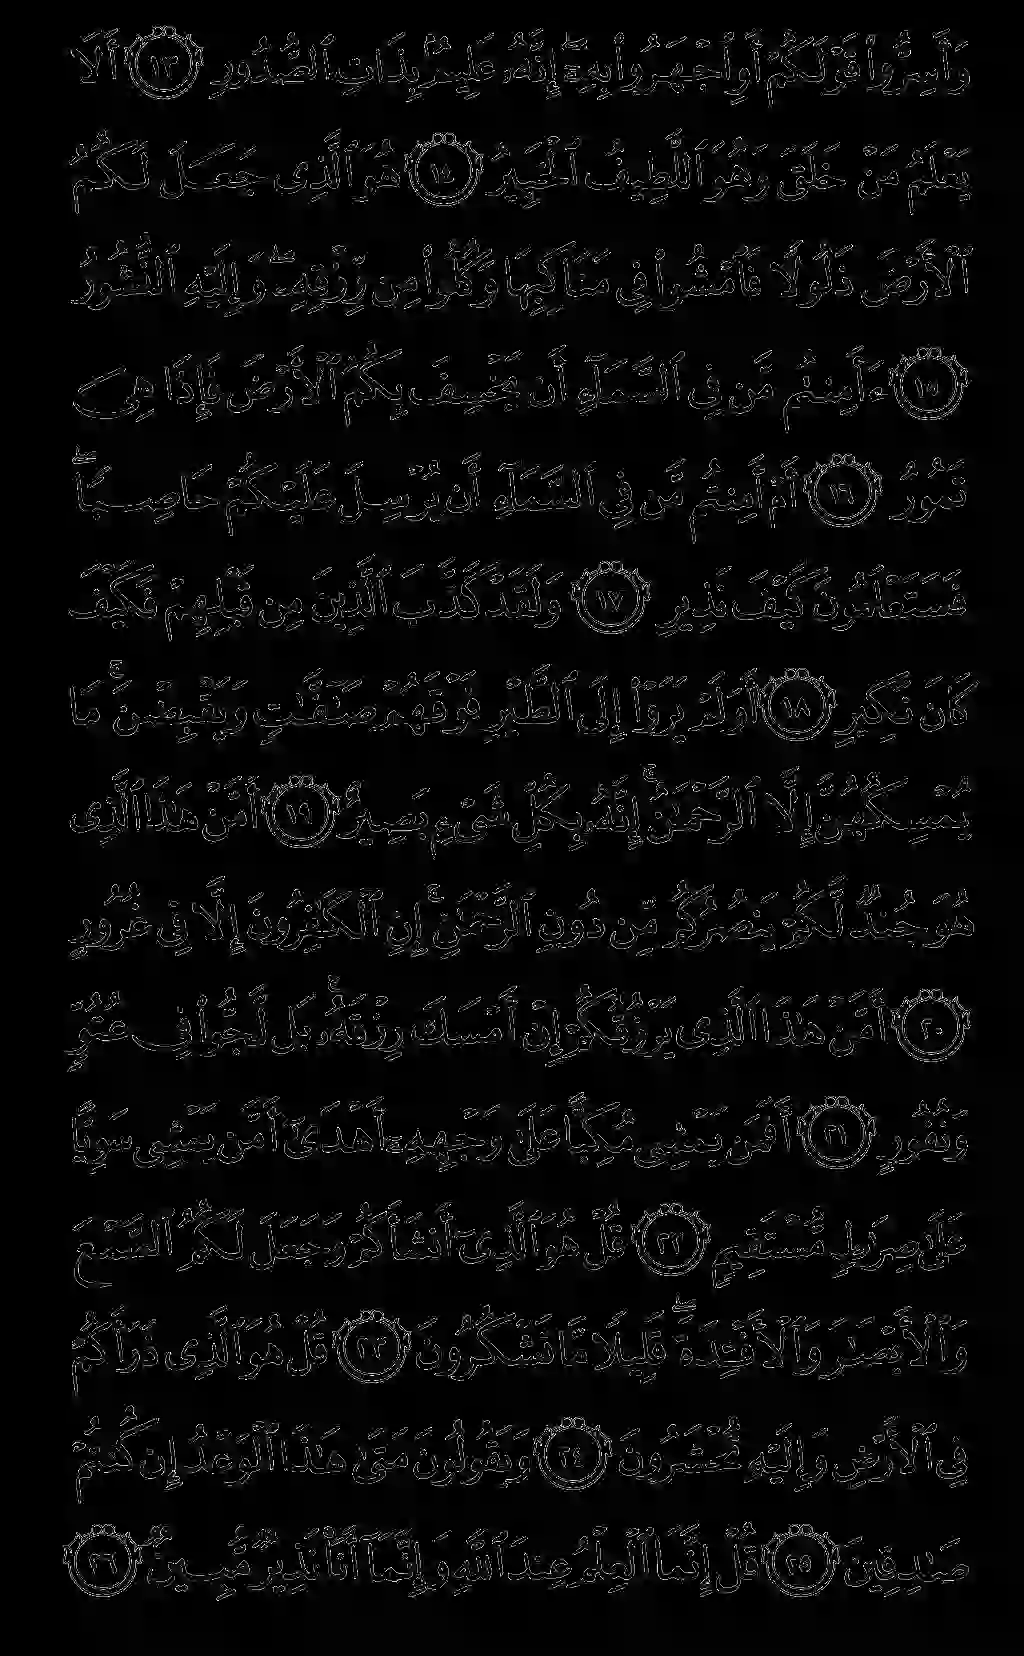 وَأَسِرُّوا۟ قَوْلَكُمْ أَوِ ٱجْهَرُوا۟ بِهِۦٓ ۖ إِنَّهُۥ عَلِيمٌۢ بِذَاتِ ٱلصُّدُورِ ١٣ أَلَا
يَعْلَمُ مَنْ خَلَقَ وَهُوَ ٱللَّطِيفُ ٱلْخَبِيرُ ١٤ هُوَ ٱلَّذِى جَعَلَ لَكُمُ
ٱلْأَرْضَ ذَلُولًا فَٱمْشُوا۟ فِى مَنَاكِبِهَا وَكُلُوا۟ مِن رِّزْقِهِۦ ۖ وَإِلَيْهِ ٱلنُّشُورُ
١٥ ءَأَمِنتُم مَّن فِى ٱلسَّمَآءِ أَن يَخْسِفَ بِكُمُ ٱلْأَرْضَ فَإِذَا هِىَ
تَمُورُ ١٦ أَمْ أَمِنتُم مَّن فِى ٱلسَّمَآءِ أَن يُرْسِلَ عَلَيْكُمْ حَاصِبًا ۖ
فَسَتَعْلَمُونَ كَيْفَ نَذِيرِ ١٧ وَلَقَدْ كَذَّبَ ٱلَّذِينَ مِن قَبْلِهِمْ فَكَيْفَ
كَانَ نَكِيرِ ١٨ أَوَلَمْ يَرَوْا۟ إِلَى ٱلطَّيْرِ فَوْقَهُمْ صَـٰٓفَّـٰتٍ وَيَقْبِضْنَ ۚ مَا
يُمْسِكُهُنَّ إِلَّا ٱلرَّحْمَـٰنُ ۚ إِنَّهُۥ بِكُلِّ شَىْءٍۭ بَصِيرٌ ١٩ أَمَّنْ هَـٰذَا ٱلَّذِى
هُوَ جُندٌ لَّكُمْ يَنصُرُكُم مِّن دُونِ ٱلرَّحْمَـٰنِ ۚ إِنِ ٱلْكَـٰفِرُونَ إِلَّا فِى غُرُورٍ
٢٠ أَمَّنْ هَـٰذَا ٱلَّذِى يَرْزُقُكُمْ إِنْ أَمْسَكَ رِزْقَهُۥ ۚ بَل لَّجُّوا۟ فِى عُتُوٍّ
وَنُفُورٍ ٢١ أَفَمَن يَمْشِى مُكِبًّا عَلَىٰ وَجْهِهِۦٓ أَهْدَىٰٓ أَمَّن يَمْشِى سَوِيًّا
عَلَىٰ صِرَٰطٍ مُّسْتَقِيمٍ ٢٢ قُلْ هُوَ ٱلَّذِىٓ أَنشَأَكُمْ وَجَعَلَ لَكُمُ ٱلسَّمْعَ
وَٱلْأَبْصَـٰرَ وَٱلْأَفْـِٔدَةَ ۖ قَلِيلًا مَّا تَشْكُرُونَ ٢٣ قُلْ هُوَ ٱلَّذِى ذَرَأَكُمْ
فِى ٱلْأَرْضِ وَإِلَيْهِ تُحْشَرُونَ ٢٤ وَيَقُولُونَ مَتَىٰ هَـٰذَا ٱلْوَعْدُ إِن كُنتُمْ
صَـٰدِقِينَ ٢٥ قُلْ إِنَّمَا ٱلْعِلْمُ عِندَ ٱللَّهِ وَإِنَّمَآ أَنَا۠ نَذِيرٌ مُّبِينٌ ٢٦